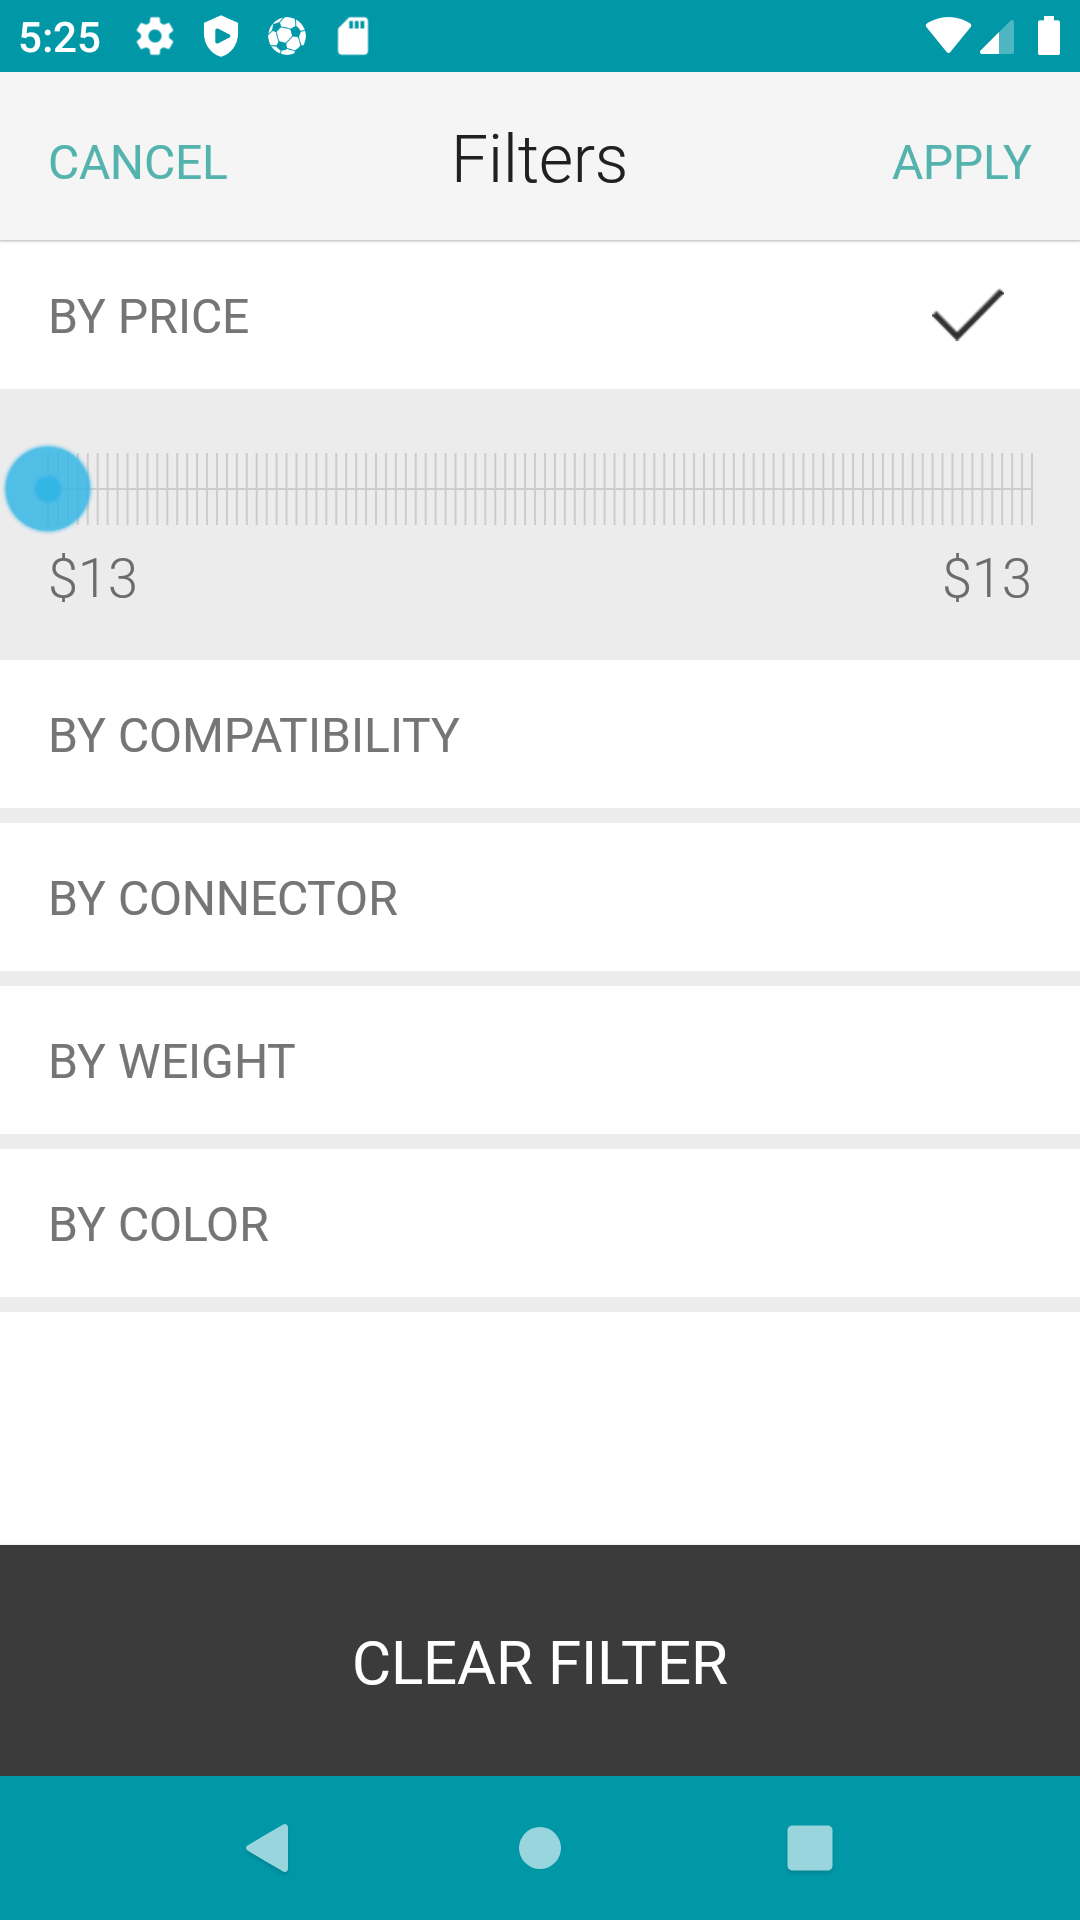 5:25
CANCEL Filters APPLY
BY PRICE
$13 $13
BY COMPATIBILITY
BY CONNECTOR
BY WEIGHT
BY COLOR
CLEAR FILTER